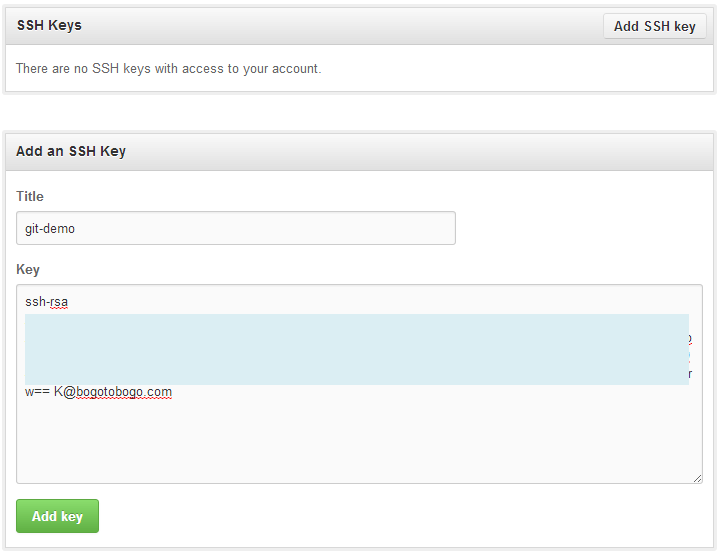 SSH Keys
Add SSH key
There are no SSH keys with access to your account.
Add an SSH Key
Title
git-demo
Key
ssh-rsa
w== K@bogotobogo.com
Add key